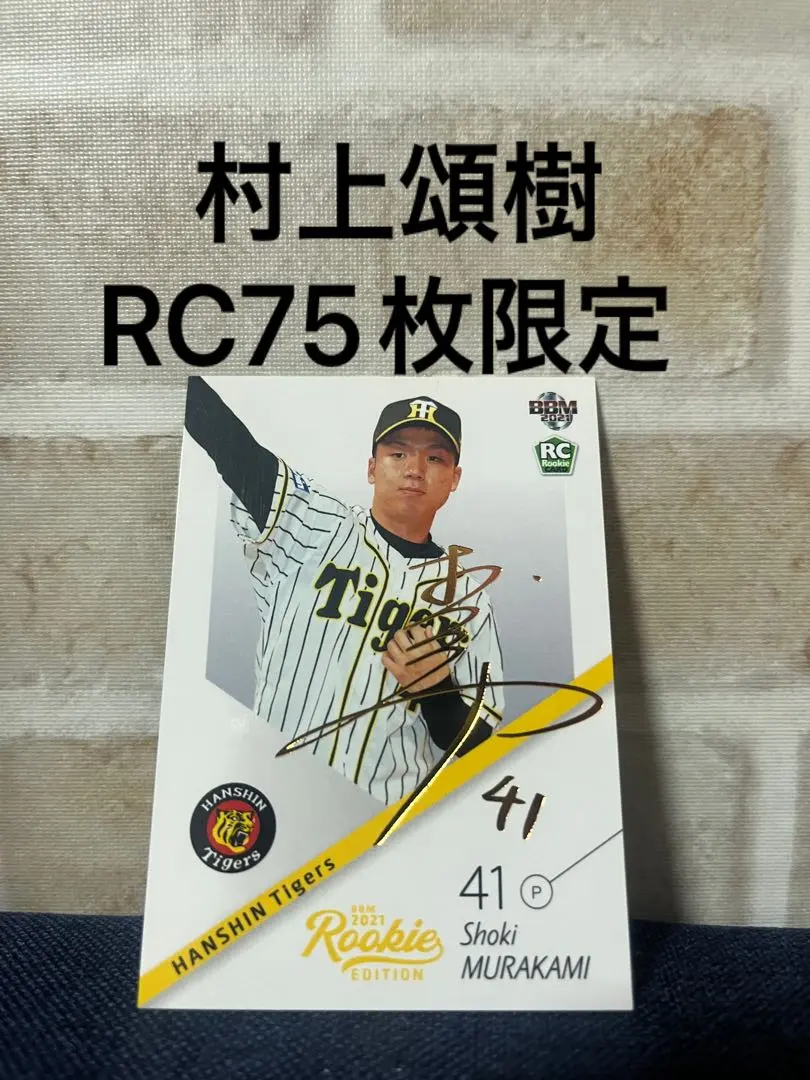 村上頌樹
RC75枚限定
BBM
2021
RC
Rookie
CARD
Tigers
41
HANSHIN
Tigers
HANSHIN Tigers
41 P
Shoki
MURAKAMI
BBM
2021
Rookie
EDITION